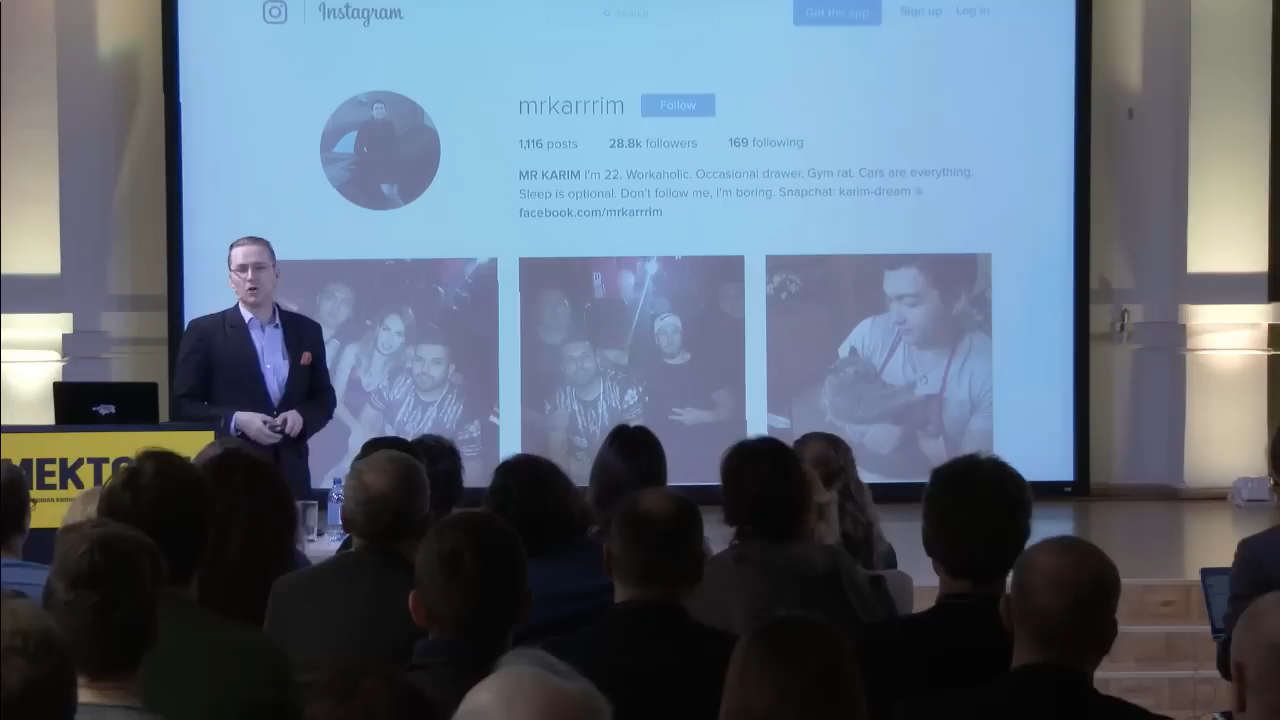 Instagram
Search
Get the app
Sign up
Log in
mrkarrrim
Follow
1,116 posts
28.8k followers
169 following
MR KARIM I'm 22. Workaholic. Occasional drawer. Gym rat. Cars are everything.
Sleep is optional. Don't follow me, I'm boring. Snapchat: karim-dream
facebook.com/mrkarrrim